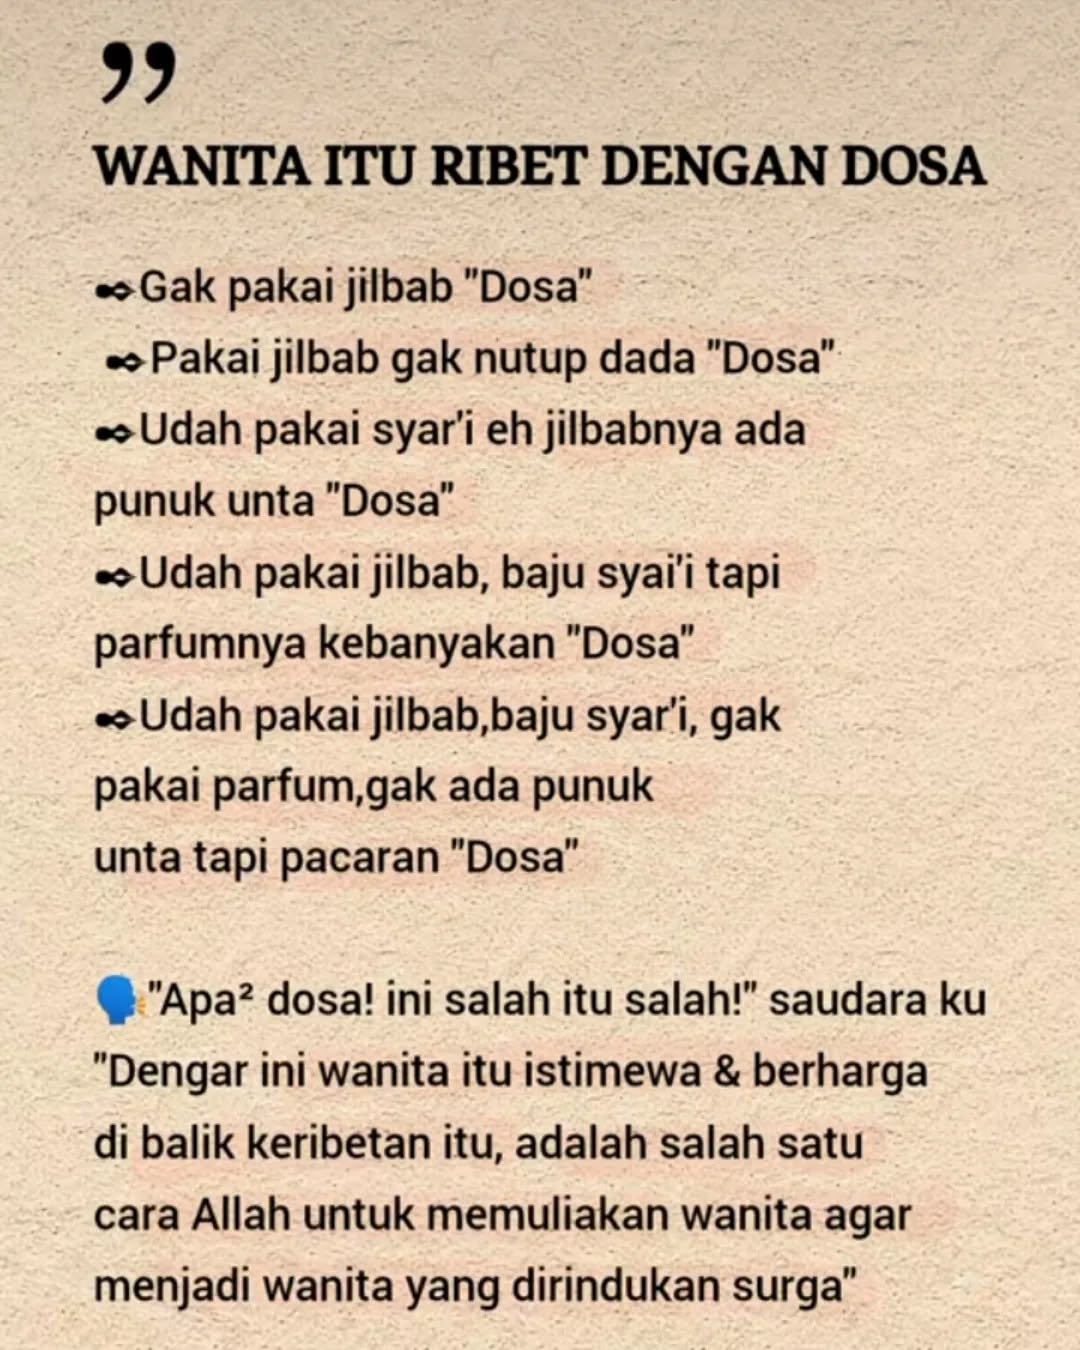 ”
WANITA ITU RIBET DENGAN DOSA
✒Gak pakai jilbab "Dosa"
✒Pakai jilbab gak nutup dada "Dosa"
✒Udah pakai syar'i eh jilbabnya ada
punuk unta "Dosa"
✒Udah pakai jilbab, baju syai'i tapi
parfumnya kebanyakan "Dosa"
✒Udah pakai jilbab,baju syar'i, gak
pakai parfum,gak ada punuk
unta tapi pacaran "Dosa"
🗣"Apa² dosa! ini salah itu salah!" saudara ku
"Dengar ini wanita itu istimewa & berharga
di balik keribetan itu, adalah salah satu
cara Allah untuk memuliakan wanita agar
menjadi wanita yang dirindukan surga"